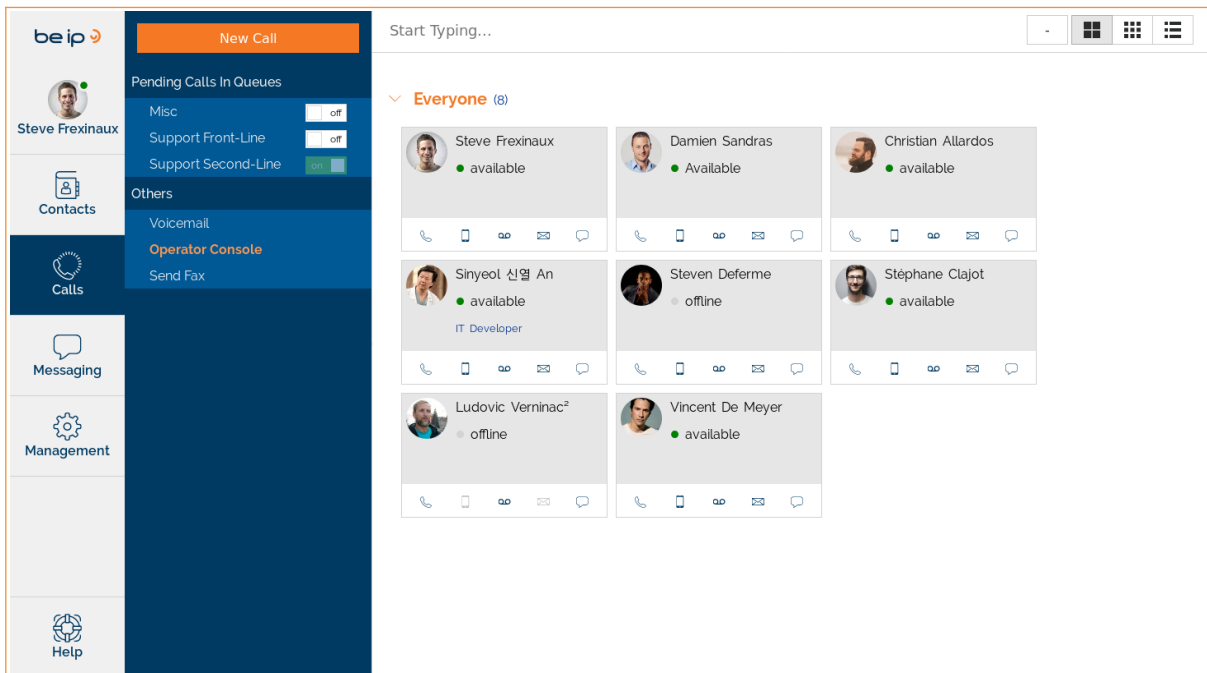 be ip
Steve Frexinaux
Contacts
Calls
Messaging
Management
Help
New Call
Pending Calls In Queues
Misc off
Support Front-Line off
Support Second-Line on
Others
Voicemail
Operator Console
Send Fax
Start Typing...
-
Everyone (8)
Steve Frexinaux
available
Damien Sandras
Available
Christian Allardos
available
Sinyeol 신열 An
available
IT Developer
Steven Deferme
offline
Stéphane Clajot
available
Ludovic Verninac²
offline
Vincent De Meyer
available